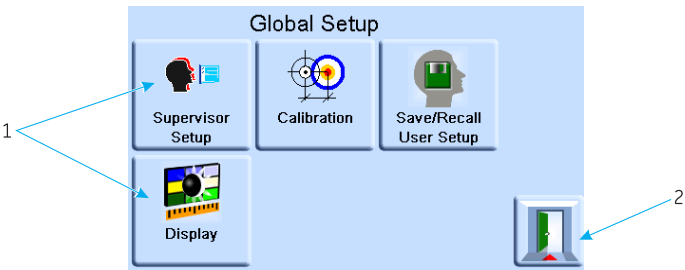 Global Setup
1
Supervisor
Setup
Calibration
Save/Recall
User Setup
Display
2